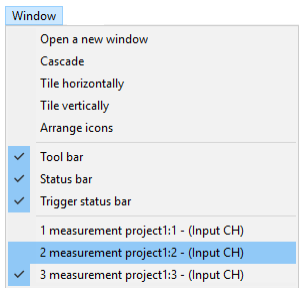 Window
Open a new window
Cascade
Tile horizontally
Tile vertically
Arrange icons
Tool bar
Status bar
Trigger status bar
1 measurement project1:1 - (Input CH)
2 measurement project1:2 - (Input CH)
3 measurement project1:3 - (Input CH)